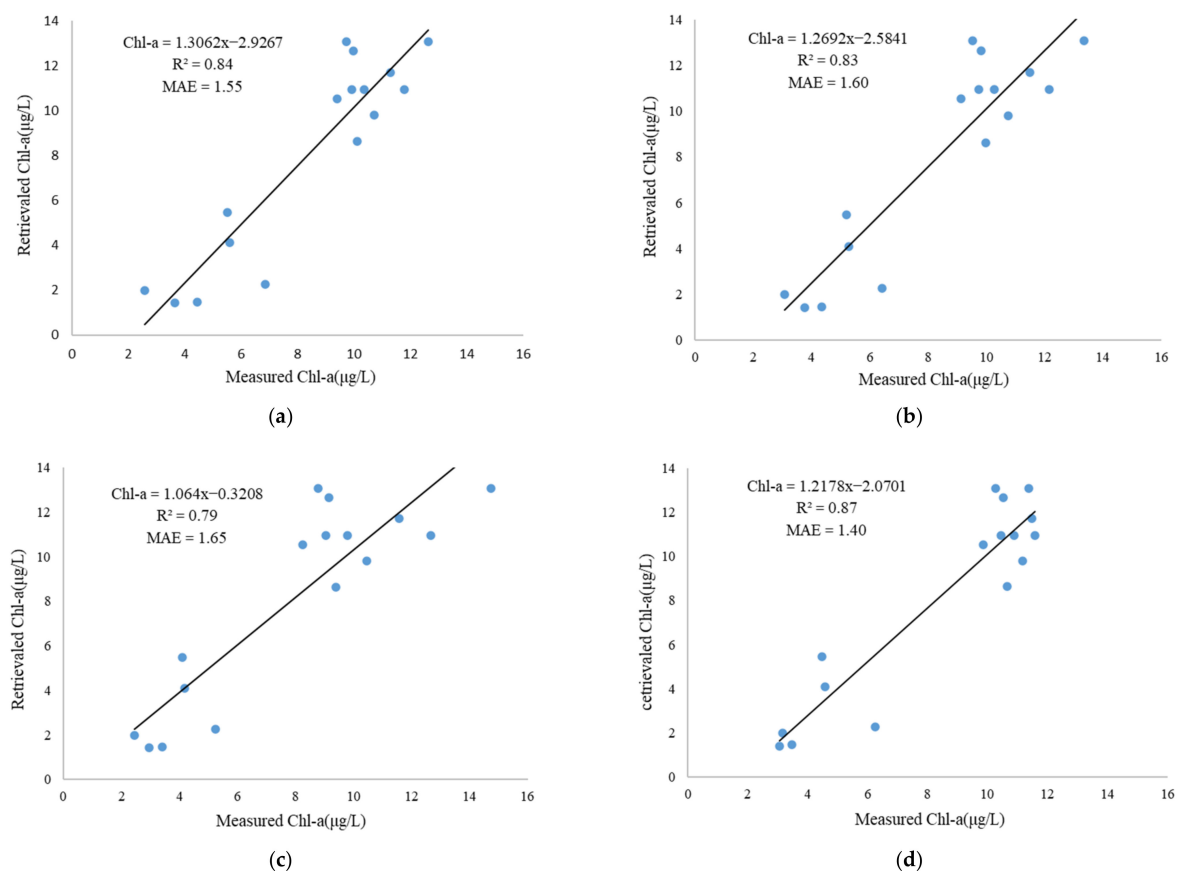 Chl-a = 1.3062x−2.9267
R² = 0.84
MAE = 1.55
Retrievaled Chl-a(μg/L)
14
12
10
8
6
4
2
0
0 2 4 6 8 10 12 14 16
Measured Chl-a(μg/L)
(a)
Chl-a = 1.2692x−2.5841
R² = 0.83
MAE = 1.60
Retrievaled Chl-a(μg/L)
14
12
10
8
6
4
2
0
0 2 4 6 8 10 12 14 16
Measured Chl-a(μg/L)
(b)
Chl-a = 1.064x−0.3208
R² = 0.79
MAE = 1.65
Retrievaled Chl-a(μg/L)
14
12
10
8
6
4
2
0
0 2 4 6 8 10 12 14 16
Measured Chl-a(μg/L)
(c)
Chl-a = 1.2178x−2.0701
R² = 0.87
MAE = 1.40
cetrievaled Chl-a(μg/L)
14
12
10
8
6
4
2
0
0 2 4 6 8 10 12 14 16
Measured Chl-a(μg/L)
(d)